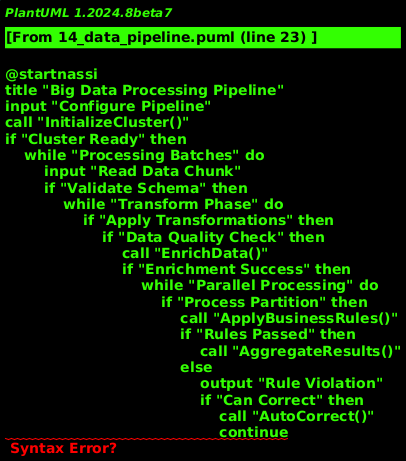 PlantUML 1.2024.8beta7
[From 14_data_pipeline.puml (line 23) ]
@startnassi
title "Big Data Processing Pipeline"
input "Configure Pipeline"
call "InitializeCluster()"
if "Cluster Ready" then
    while "Processing Batches" do
        input "Read Data Chunk"
        if "Validate Schema" then
            while "Transform Phase" do
                if "Apply Transformations" then
                    if "Data Quality Check" then
                        call "EnrichData()"
                        if "Enrichment Success" then
                            while "Parallel Processing" do
                                if "Process Partition" then
                                    call "ApplyBusinessRules()"
                                    if "Rules Passed" then
                                        call "AggregateResults()"
                                    else
                                        output "Rule Violation"
                                        if "Can Correct" then
                                            call "AutoCorrect()"
                                            continue
Syntax Error?